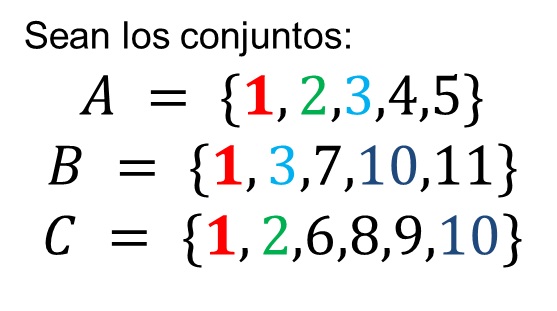 Sean los conjuntos:
A = {1, 2,3,4,5}
B = {1, 3,7,10,11}
C = {1, 2,6,8,9,10}